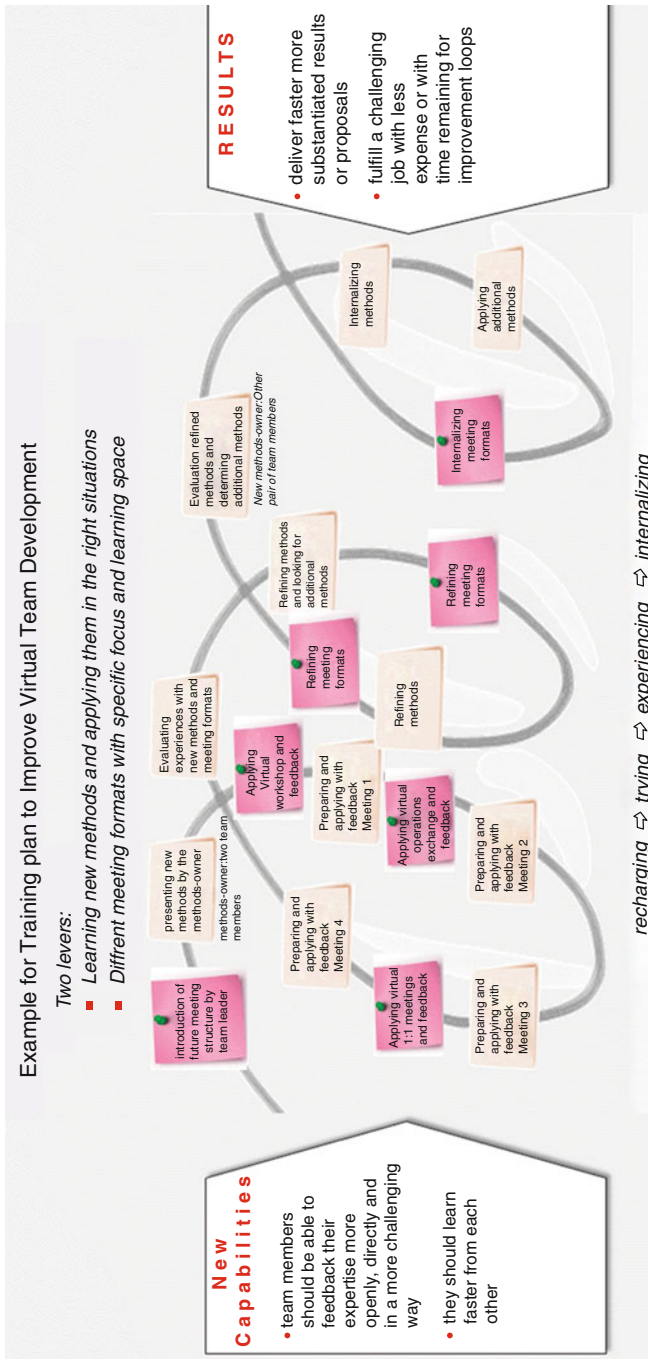 Example for Training plan to Improve Virtual Team Development
Two levers:
Learning new methods and applying them in the right situations
Diffrent meeting formats with specific focus and learning space
New
Capabilities
• team members
should be able to
feedback their
expertise more
openly, directly and
in a more challenging
way
• they should learn
faster from each
other
introduction of
future meeting
structure by
team leader
presenting new
methods by the
methods-owner
methods-owner:two team
members
Preparing and
applying with
feedback
Meeting 4
Applying virtual
1:1 meetings
and feedback
Preparing and
applying with
feedback
Meeting 3
Evaluating
experiences with
new methods and
meeting formats
Applying
Virtual
workshop and
feedback
Preparing and
applying with
feedback
Meeting 1
Applying virtual
operations
exchange and
feedback
Preparing and
applying with
feedback
Meeting 2
Refining
meeting
formats
Refining
methods
Refining methods
and looking for
additional
methods
Refining
meeting
formats
Evaluation refined
methods and
determining
additional methods
New methods-owner:Other
pair of team members
Internalizing
methods
Internalizing
meeting
formats
Applying
additional
methods
RESULTS
• deliver faster more
substantiated results
or proposals
• fulfill a challenging
job with less
expense or with
time remaining for
improvement loops
recharging ⇨ trying ⇨ experiencing ⇨ internalizing